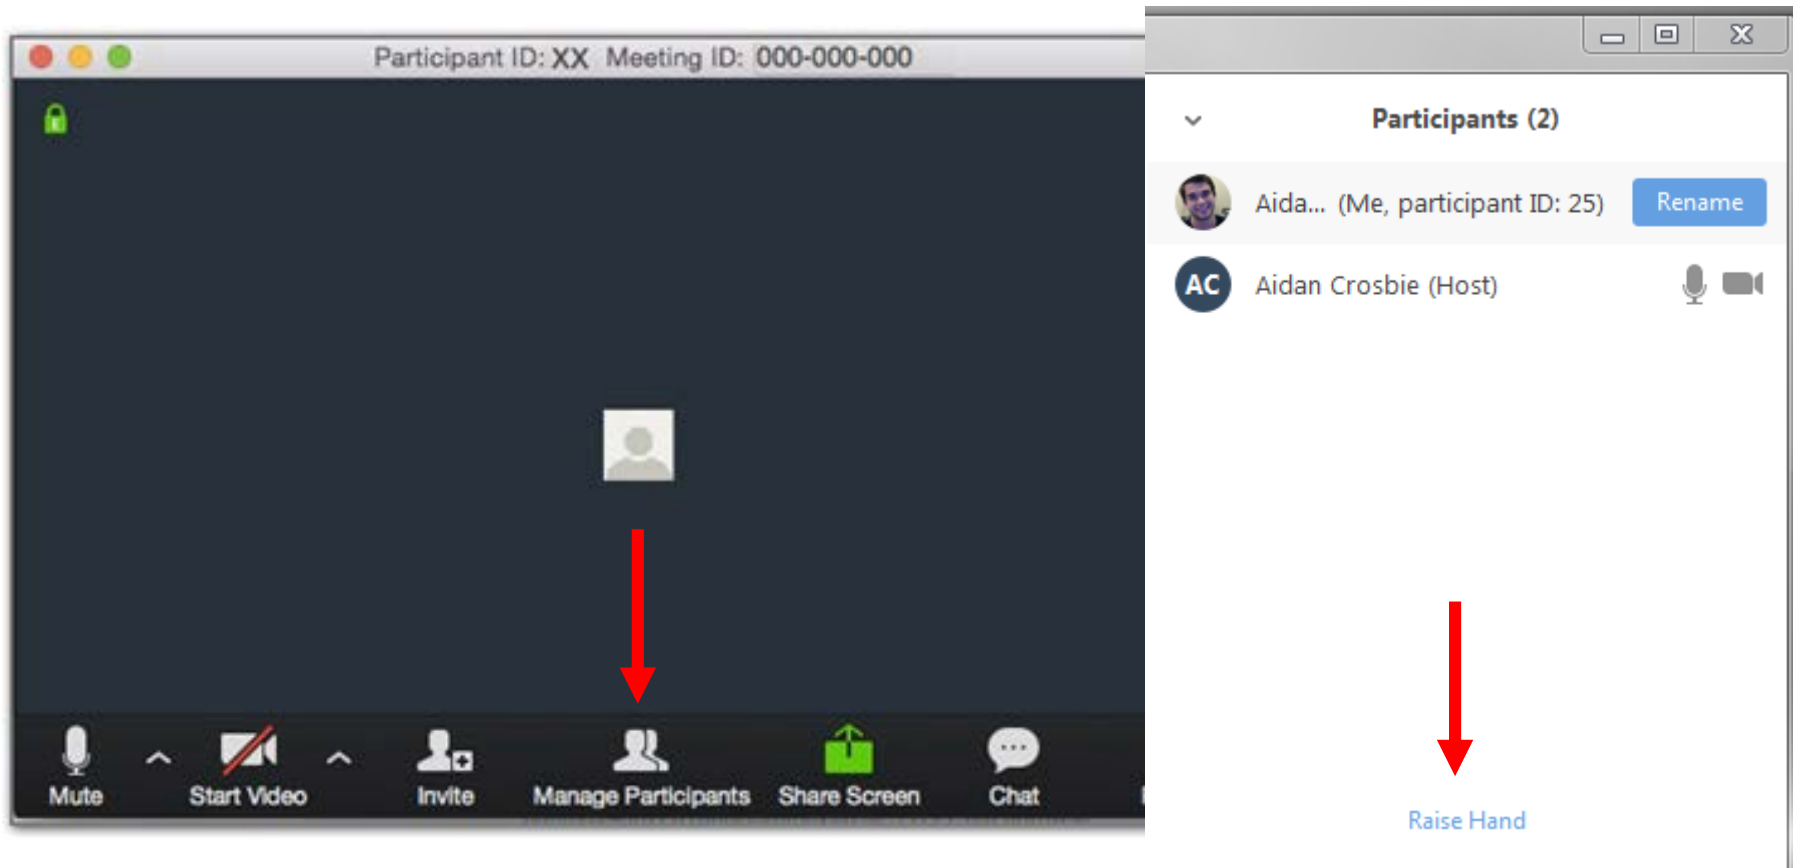 Participant ID: XX Meeting ID: 000-000-000
Mute
Start Video
Invite
Manage Participants
Share Screen
Chat
Participants (2)
Aida... (Me, participant ID: 25)
Rename
AC
Aidan Crosbie (Host)
Raise Hand